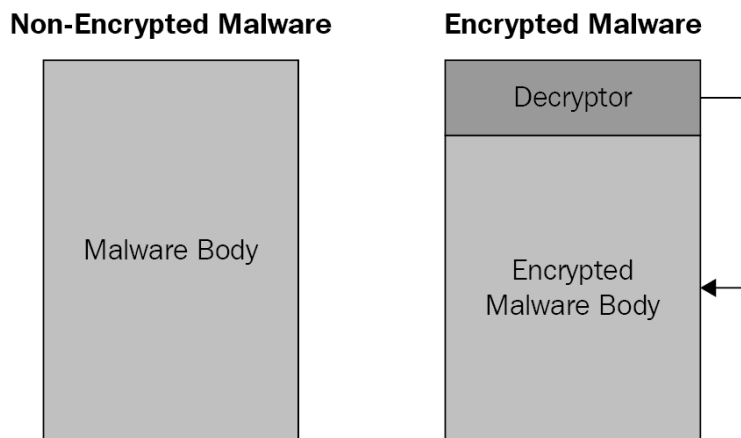 Non-Encrypted Malware
Encrypted Malware
Decryptor
Malware Body
Encrypted
Malware Body